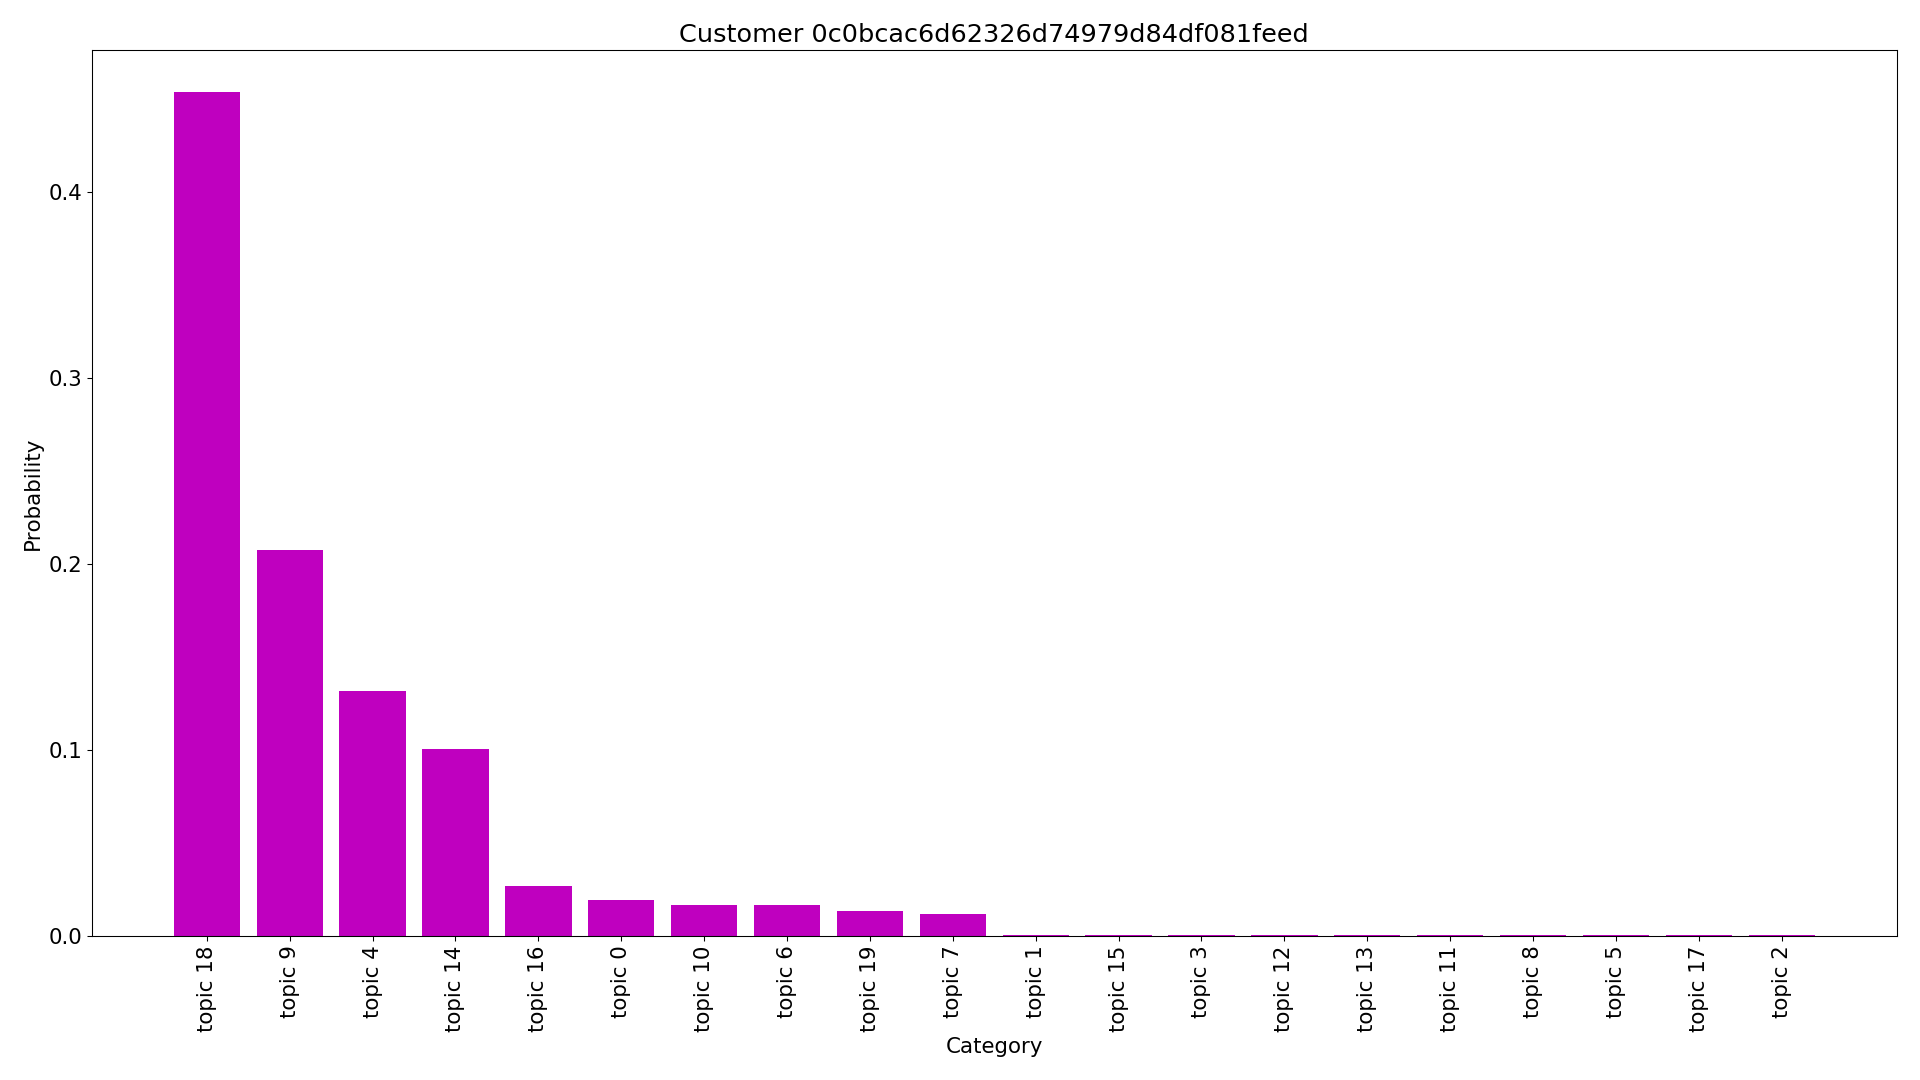 Customer 0c0bcac6d62326d74979d84df081feed
Probability
0.4
0.3
0.2
0.1
0.0
topic 18
topic 9
topic 4
topic 14
topic 16
topic 0
topic 10
topic 6
topic 19
topic 7
topic 1
topic 15
topic 3
topic 12
topic 13
topic 11
topic 8
topic 5
topic 17
topic 2
Category